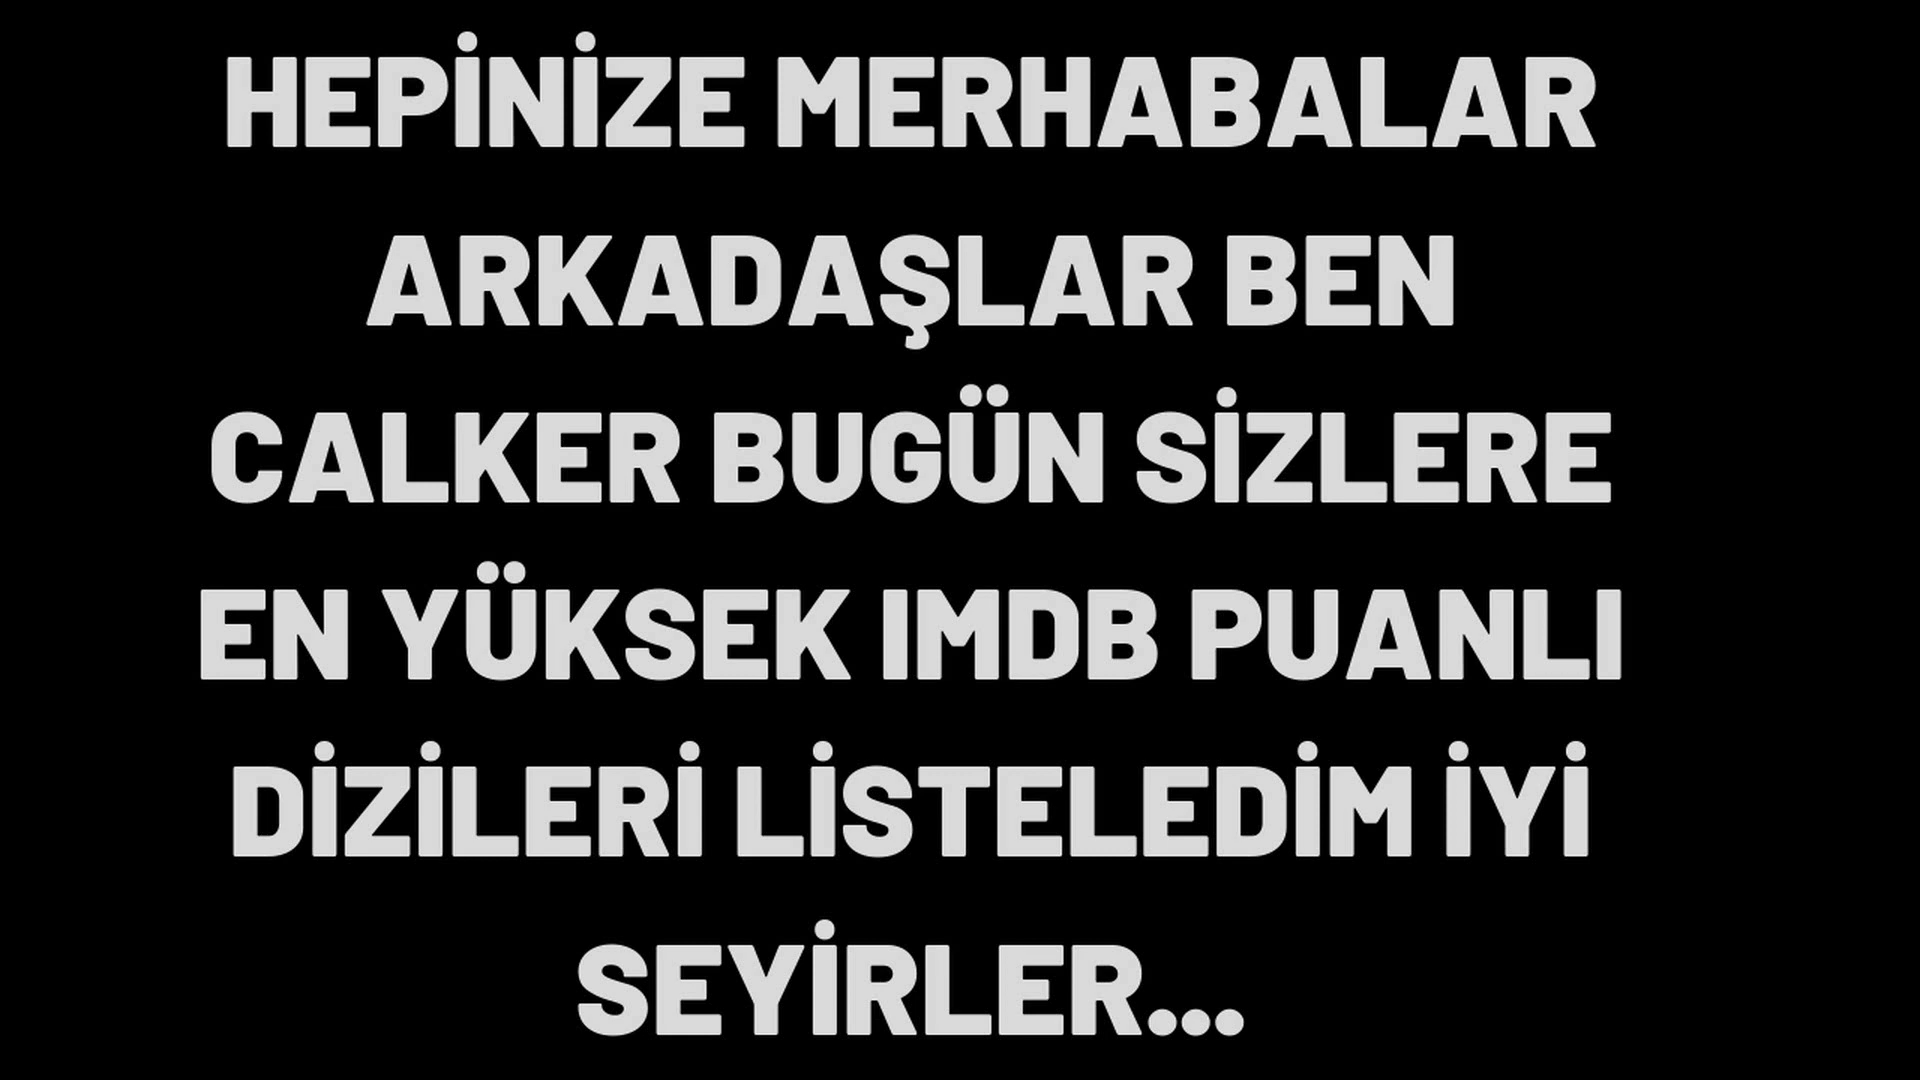 HEPİNİZE MERHABALAR
ARKADAŞLAR BEN
CALKER BUGÜN SİZLERE
EN YÜKSEK IMDB PUANLI
DİZİLERİ LİSTELEDİM İYİ
SEYİRLER...